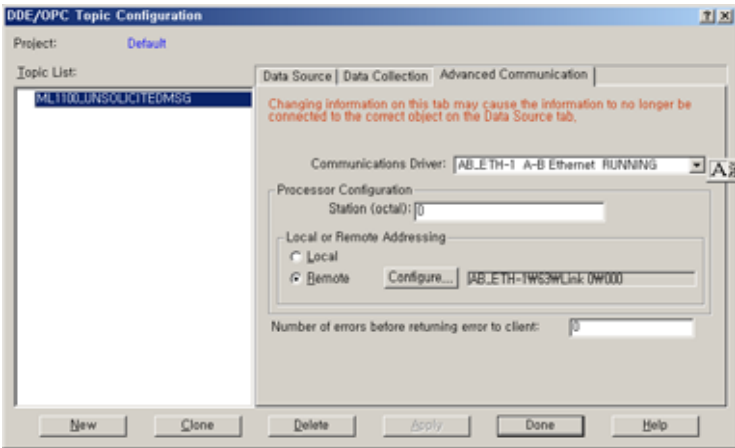 DDE/OPC Topic Configuration
Project: Default
Topic List:
ML1100_UNSOLICITEDMSG
Data Source Data Collection Advanced Communication
Changing information on this tab may cause the information to no longer be
connected to the correct object on the Data Source tab,
Communications Driver: AB_ETH-1 A-B Ethernet RUNNING
Processor Configuration
Station (octal): 0
Local or Remote Addressing
Local
Remote Configure... AB_ETH-1₩63₩Link 0₩000
Number of errors before returning error to client: 0
New Clone Delete Apply Done Help